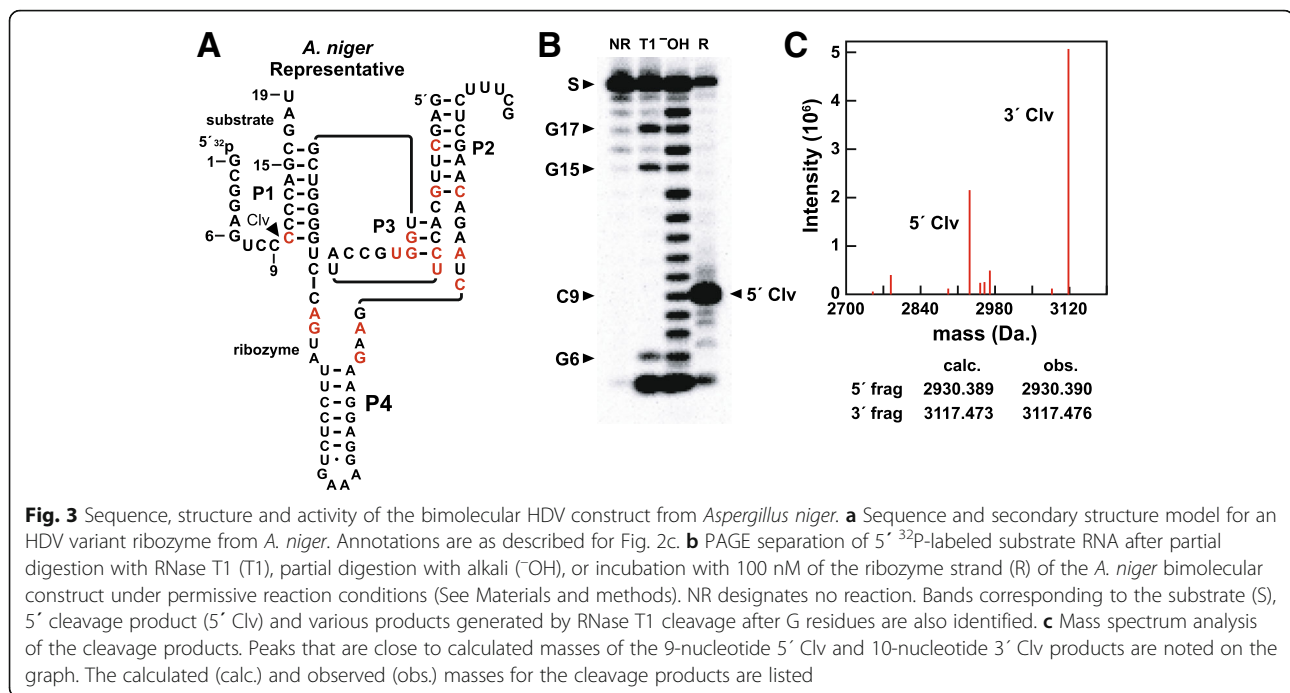 A
A. niger
Representative
19
U
substrate
A
G
C
5´ ³²p
1
G
15
G
A
C
C
C
C
G
C
U
G
G
G
G
U
C
I
C
A
G
U
A
P1
Clv
C
G
G
A
6
G
U C C
9
ribozyme
U
U
C
C
U
C
U
G
A A A
G
G
A
G
G
A
A
P4
G
A
A
G
P3
U
G
G
A C C G U G
U
5´ G
A
G
C
U
U
G
C
A
C
C
U
C
U
C
G
A
A
C
A
G
A
A
U
C
U U U C
G
P2
B
NR T1 ⁻OH R
S
G17
G15
C9
5´ Clv
G6
C
Intensity (10⁶)
5
4
3
2
1
0
3´ Clv
5´ Clv
2700 2840 2980 3120
mass (Da.)
calc. obs.
5´ frag 2930.389 2930.390
3´ frag 3117.473 3117.476
Fig. 3 Sequence, structure and activity of the bimolecular HDV construct from Aspergillus niger. a Sequence and secondary structure model for an
HDV variant ribozyme from A. niger. Annotations are as described for Fig. 2c. b PAGE separation of 5´ ³²P-labeled substrate RNA after partial
digestion with RNase T1 (T1), partial digestion with alkali (⁻OH), or incubation with 100 nM of the ribozyme strand (R) of the A. niger bimolecular
construct under permissive reaction conditions (See Materials and methods). NR designates no reaction. Bands corresponding to the substrate (S),
5´ cleavage product (5´ Clv) and various products generated by RNase T1 cleavage after G residues are also identified. c Mass spectrum analysis
of the cleavage products. Peaks that are close to calculated masses of the 9-nucleotide 5´ Clv and 10-nucleotide 3´ Clv products are noted on the
graph. The calculated (calc.) and observed (obs.) masses for the cleavage products are listed